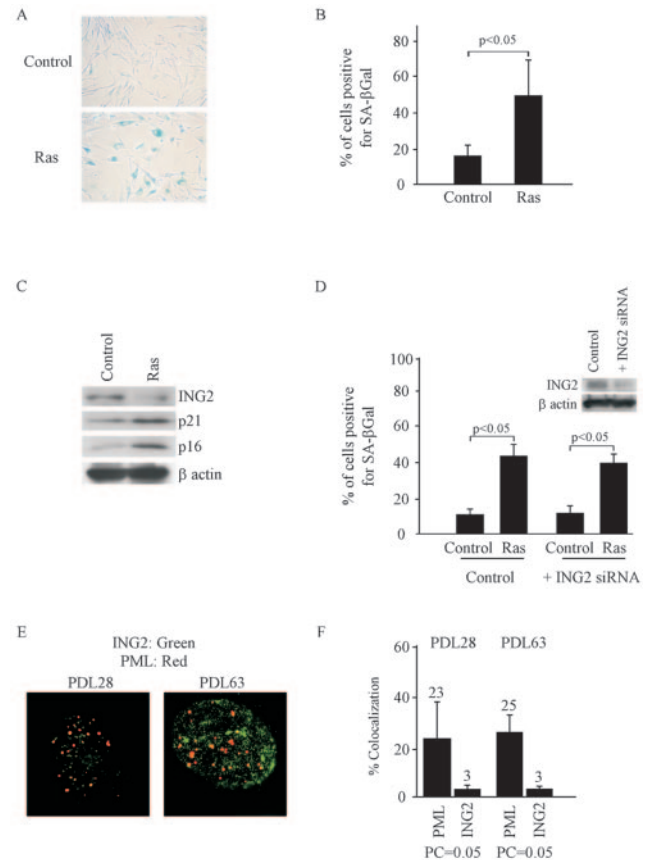 A
Control
Ras
B
% of cells positive
for SA-βGal
80
60
40
20
0
p<0.05
Control Ras
C
Control
Ras
ING2
p21
p16
β actin
D
% of cells positive
for SA-βGal
100
80
60
40
20
0
p<0.05
p<0.05
Control
+ ING2 siRNA
ING2
β actin
Control Ras Control Ras
Control + ING2 siRNA
E
ING2: Green
PML: Red
PDL28 PDL63
F
% Colocalization
60
40
20
0
PDL28 PDL63
23
3
25
3
PML
ING2
PML
ING2
PC=0.05 PC=0.05